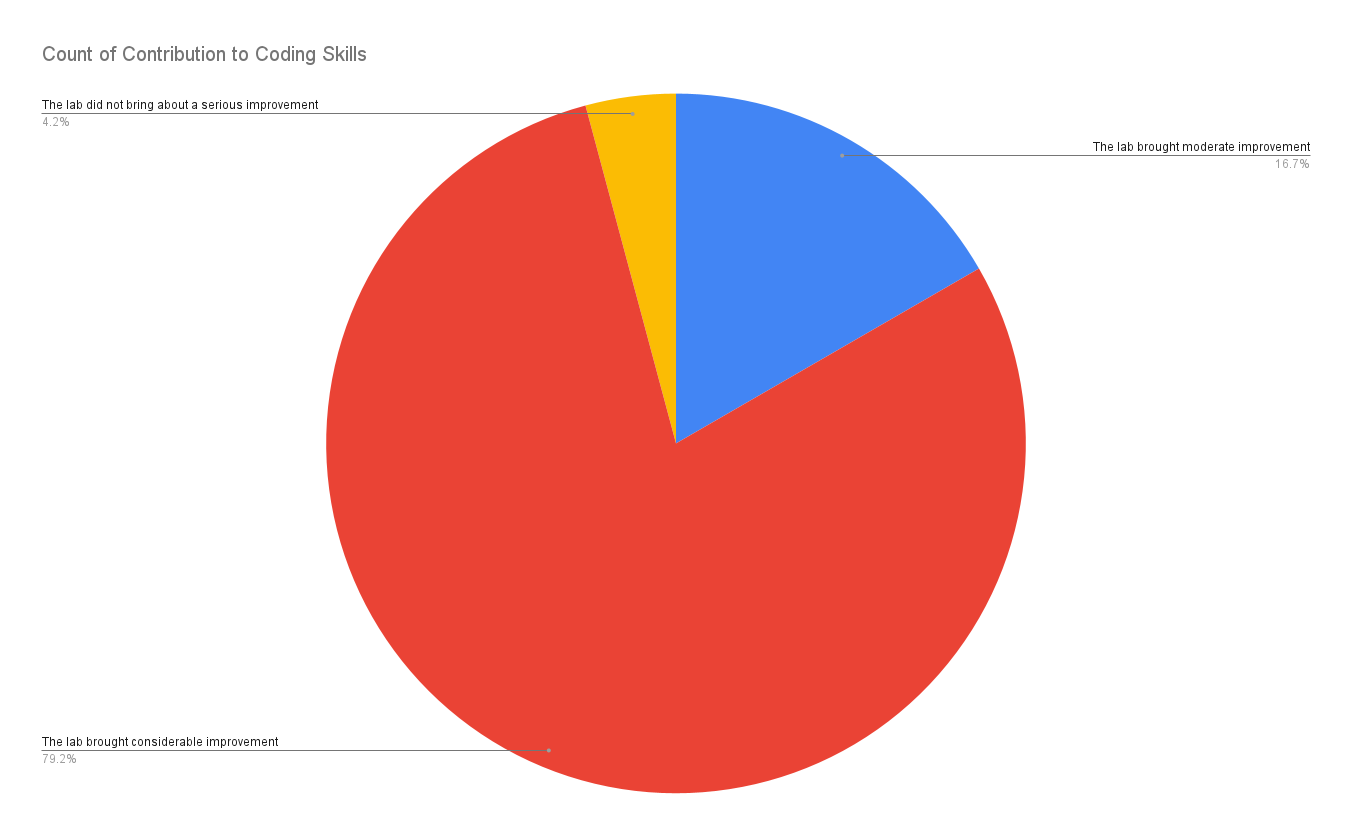 Count of Contribution to Coding Skills
The lab did not bring about a serious improvement
4.2%
The lab brought moderate improvement
16.7%
The lab brought considerable improvement
79.2%